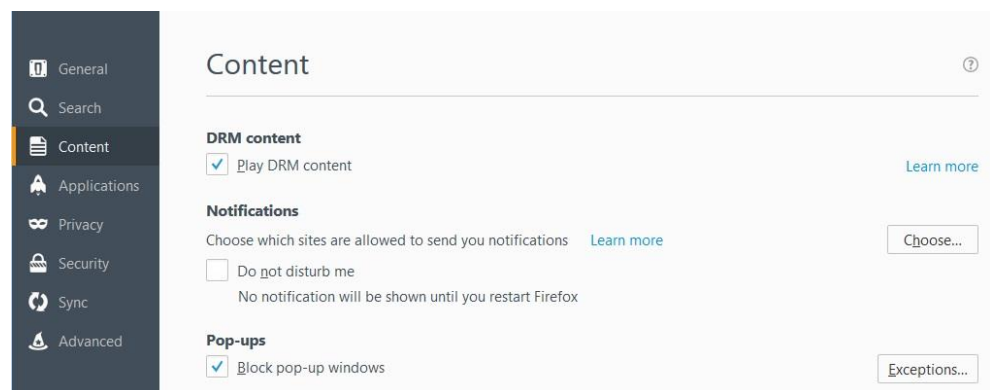 General
Search
Content
Applications
Privacy
Security
Sync
Advanced
Content
?
DRM content
Play DRM content
Learn more
Notifications
Choose which sites are allowed to send you notifications Learn more
Choose...
Do not disturb me
No notification will be shown until you restart Firefox
Pop-ups
Block pop-up windows
Exceptions...